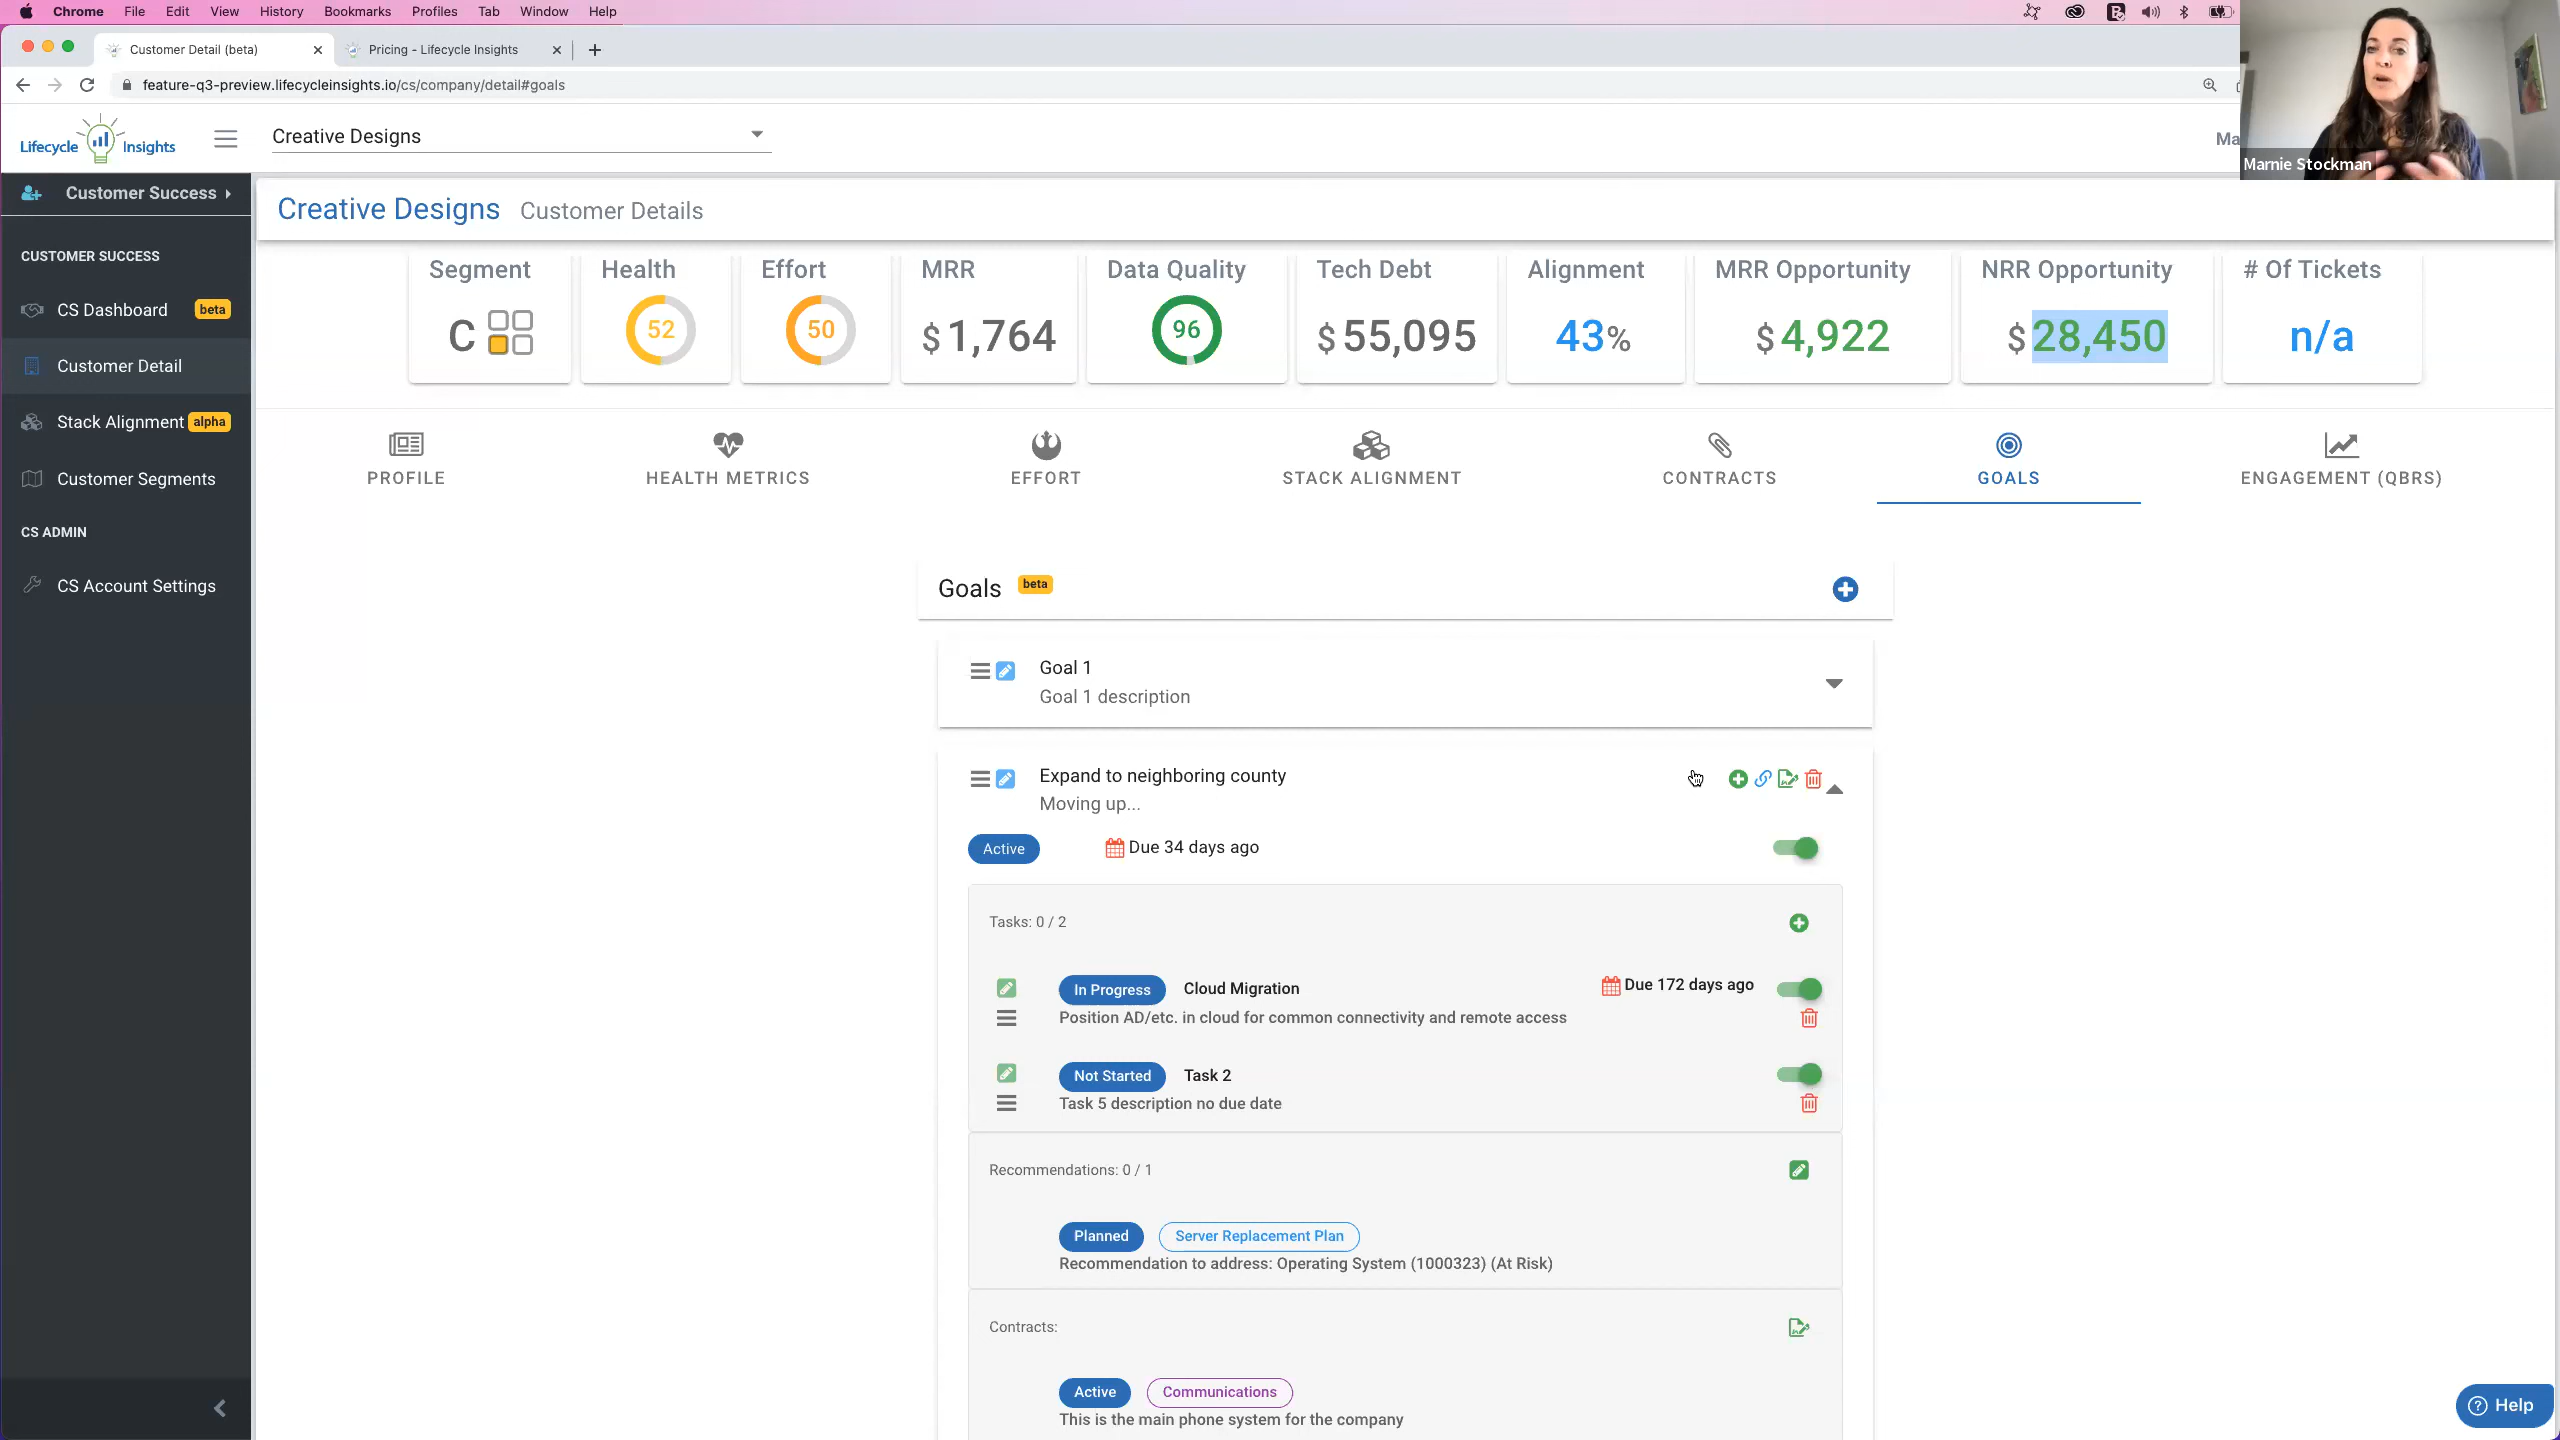 Chrome File Edit View History Bookmarks Profiles Tab Window Help
Customer Detail (beta) Pricing - Lifecycle Insights
feature-q3-preview.lifecycleinsights.io/cs/company/detail#goals
Lifecycle Insights
Creative Designs
Ma
Marnie Stockman
Customer Success
Creative Designs Customer Details
CUSTOMER SUCCESS
CS Dashboard beta
Customer Detail
Stack Alignment alpha
Customer Segments
CS ADMIN
CS Account Settings
Segment Health Effort MRR Data Quality Tech Debt Alignment MRR Opportunity NRR Opportunity # Of Tickets
C 52 50 $ 1,764 96 $ 55,095 43% $ 4,922 $ 28,450 n/a
PROFILE HEALTH METRICS EFFORT STACK ALIGNMENT CONTRACTS GOALS ENGAGEMENT (QBRS)
Goals beta
Goal 1
Goal 1 description
Expand to neighboring county
Moving up...
Active Due 34 days ago
Tasks: 0 / 2
In Progress Cloud Migration Due 172 days ago
Position AD/etc. in cloud for common connectivity and remote access
Not Started Task 2
Task 5 description no due date
Recommendations: 0 / 1
Planned Server Replacement Plan
Recommendation to address: Operating System (1000323) (At Risk)
Contracts:
Active Communications
This is the main phone system for the company
Help